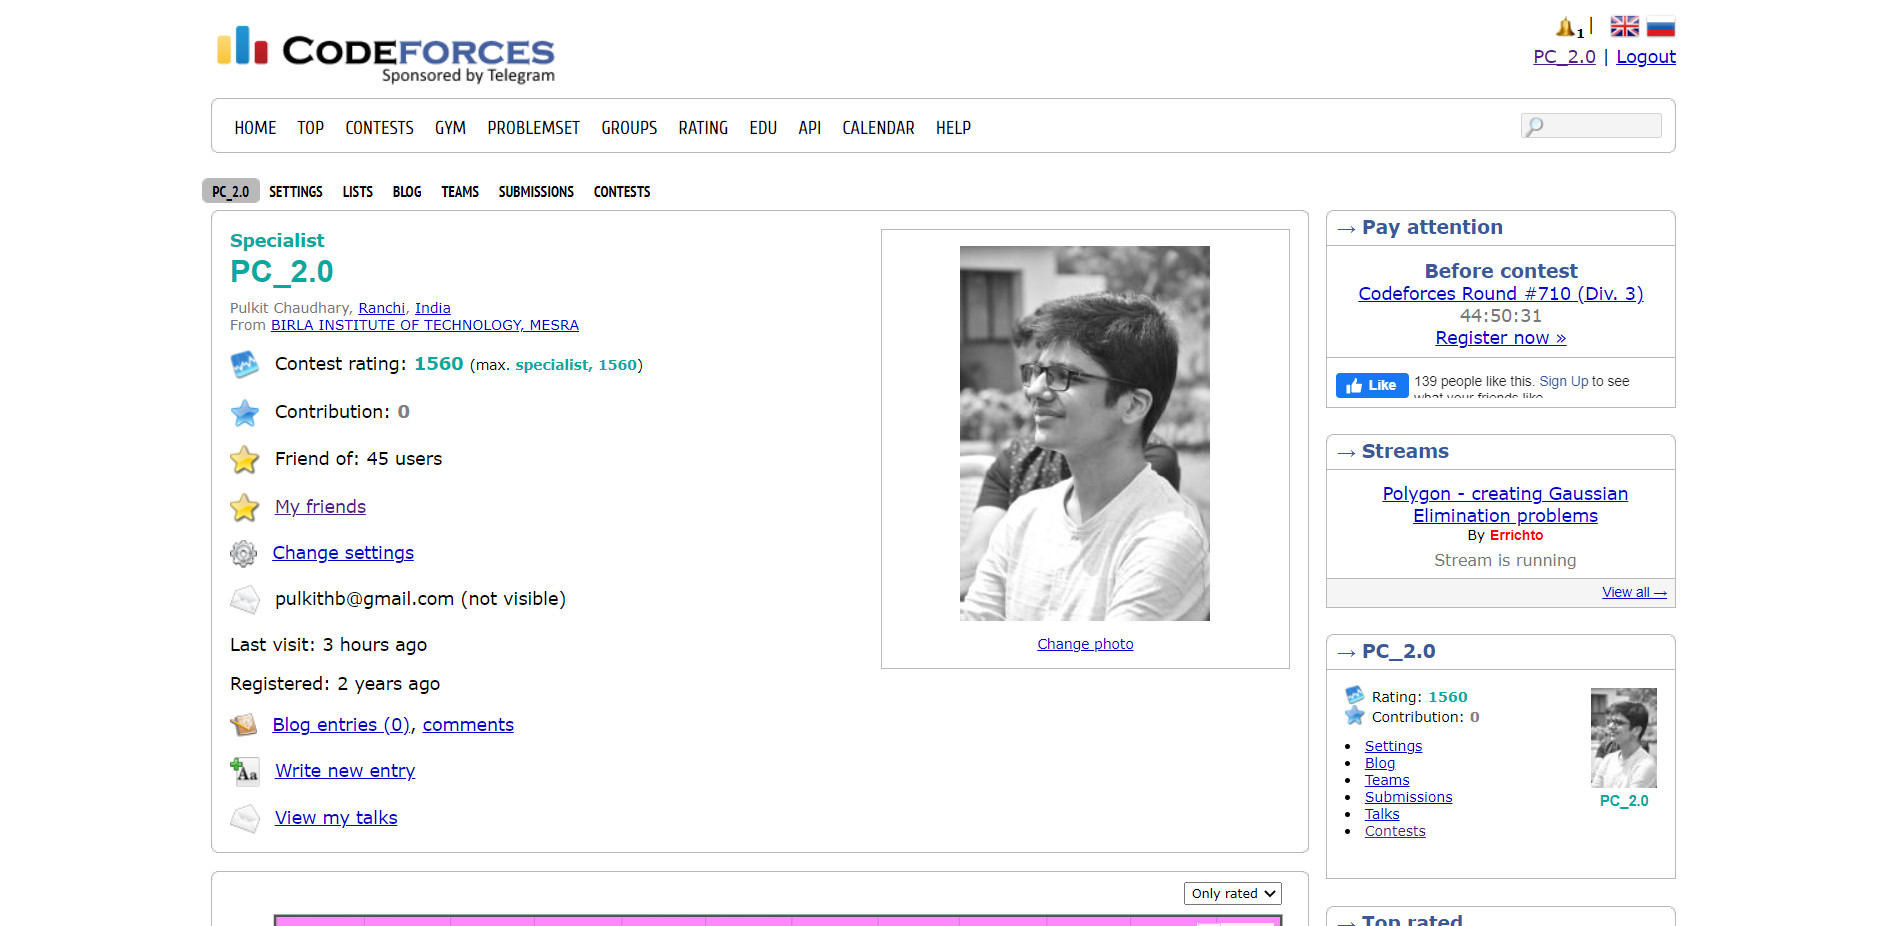 CODEFORCES
Sponsored by Telegram
1 |
PC_2.0 | Logout
HOME TOP CONTESTS GYM PROBLEMSET GROUPS RATING EDU API CALENDAR HELP
PC_2.0 SETTINGS LISTS BLOG TEAMS SUBMISSIONS CONTESTS
Specialist
PC_2.0
Pulkit Chaudhary, Ranchi, India
From BIRLA INSTITUTE OF TECHNOLOGY, MESRA
Contest rating: 1560 (max. specialist, 1560)
Contribution: 0
Friend of: 45 users
My friends
Change settings
pulkithb@gmail.com (not visible)
Last visit: 3 hours ago
Registered: 2 years ago
Blog entries (0), comments
Aa Write new entry
View my talks
Change photo
Only rated
→ Pay attention
Before contest
Codeforces Round #710 (Div. 3)
44:50:31
Register now »
Like 139 people like this. Sign Up to see
what your friends like.
→ Streams
Polygon - creating Gaussian
Elimination problems
By Errichto
Stream is running
View all →
→ PC_2.0
Rating: 1560
Contribution: 0
Settings
Blog
Teams
Submissions
Talks
Contests
PC_2.0
→ Top rated